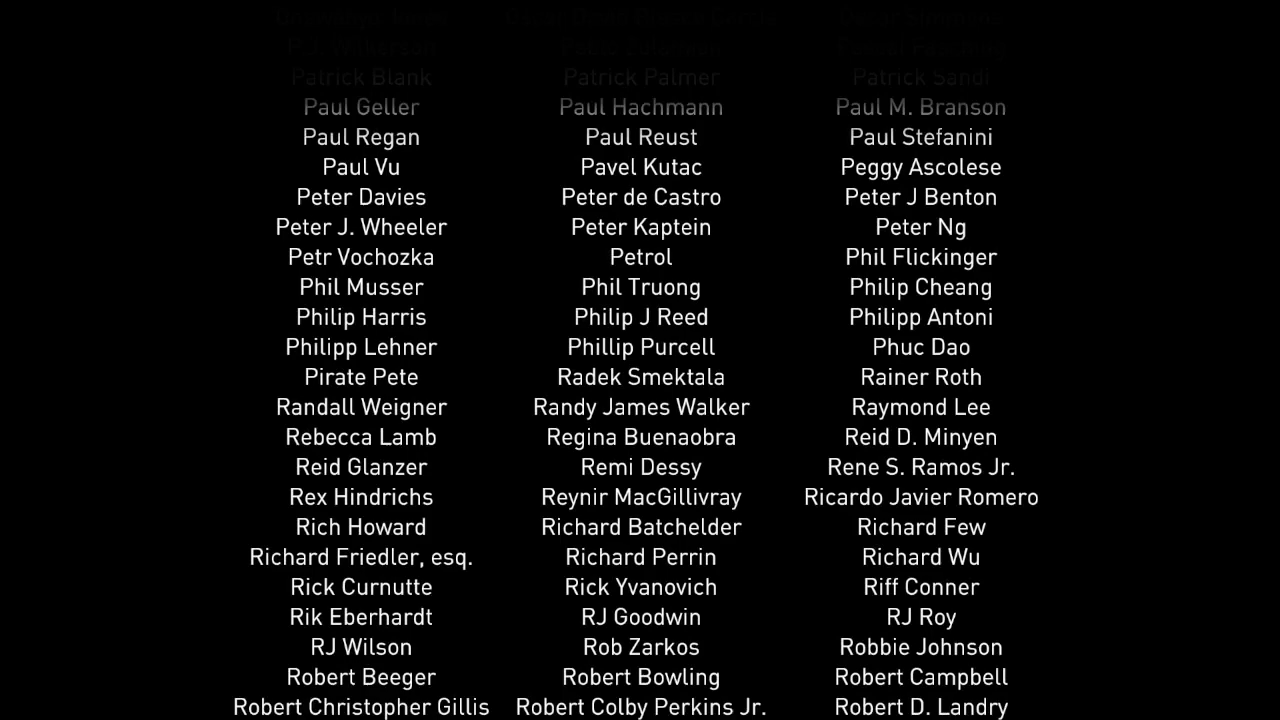 Patrick Blank Patrick Palmer Patrick Sandi
Paul Geller Paul Hachmann Paul M. Branson
Paul Regan Paul Reust Paul Stefanini
Paul Vu Pavel Kutac Peggy Ascolese
Peter Davies Peter de Castro Peter J Benton
Peter J. Wheeler Peter Kaptein Peter Ng
Petr Vochozka Petrol Phil Flickinger
Phil Musser Phil Truong Philip Cheang
Philip Harris Philip J Reed Philipp Antoni
Philipp Lehner Phillip Purcell Phuc Dao
Pirate Pete Radek Smektala Rainer Roth
Randall Weigner Randy James Walker Raymond Lee
Rebecca Lamb Regina Buenaobra Reid D. Minyen
Reid Glanzer Remi Dessy Rene S. Ramos Jr.
Rex Hindrichs Reynir MacGillivray Ricardo Javier Romero
Rich Howard Richard Batchelder Richard Few
Richard Friedler, esq. Richard Perrin Richard Wu
Rick Curnutte Rick Yvanovich Riff Conner
Rik Eberhardt RJ Goodwin RJ Roy
RJ Wilson Rob Zarkos Robbie Johnson
Robert Beeger Robert Bowling Robert Campbell
Robert Christopher Gillis Robert Colby Perkins Jr. Robert D. Landry